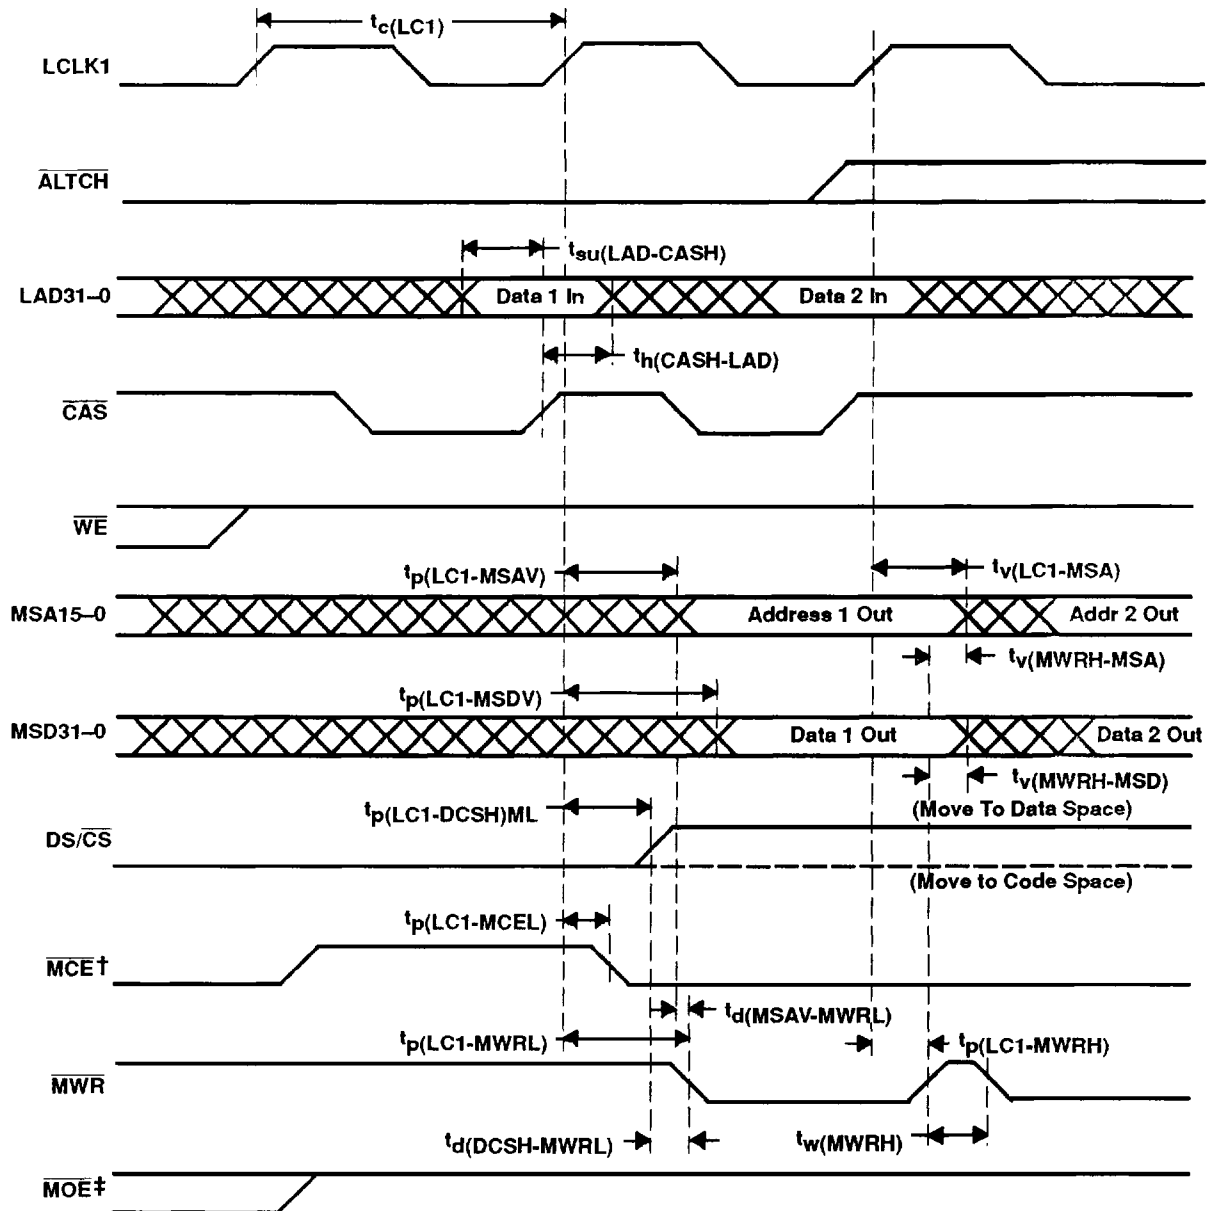 tc(LC1)
LCLK1
ALTCH
tsu(LAD-CASH)
LAD31–0
Data 1 In
Data 2 In
th(CASH-LAD)
CAS
WE
tp(LC1-MSAV)
tv(LC1-MSA)
MSA15–0
Address 1 Out
Addr 2 Out
tv(MWRH-MSA)
tp(LC1-MSDV)
MSD31–0
Data 1 Out
Data 2 Out
tv(MWRH-MSD)
tp(LC1-DCSH)ML
(Move To Data Space)
DS/CS
(Move to Code Space)
tp(LC1-MCEL)
MCE†
td(MSAV-MWRL)
tp(LC1-MWRL)
tp(LC1-MWRH)
MWR
td(DCSH-MWRL)
tw(MWRH)
MOE‡